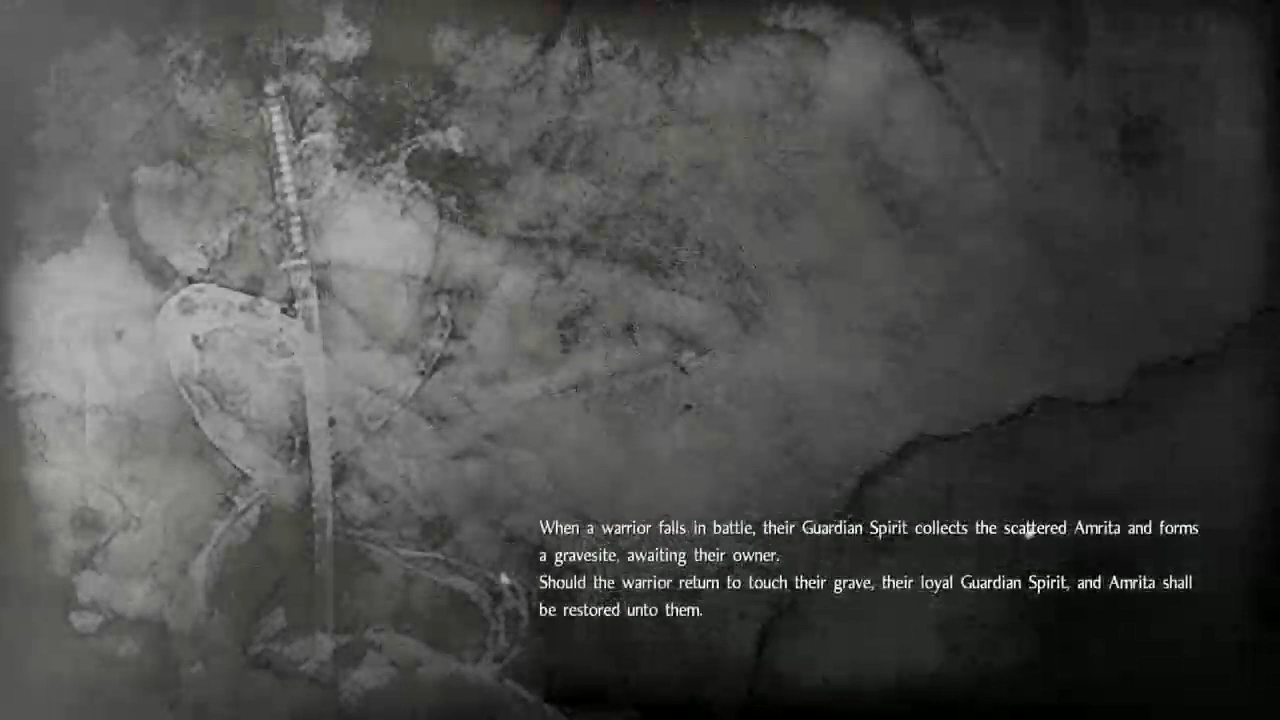 When a warrior falls in battle, their Guardian Spirit collects the scattered Amrita and forms
a gravesite, awaiting their owner.
Should the warrior return to touch their grave, their loyal Guardian Spirit, and Amrita shall
be restored unto them.